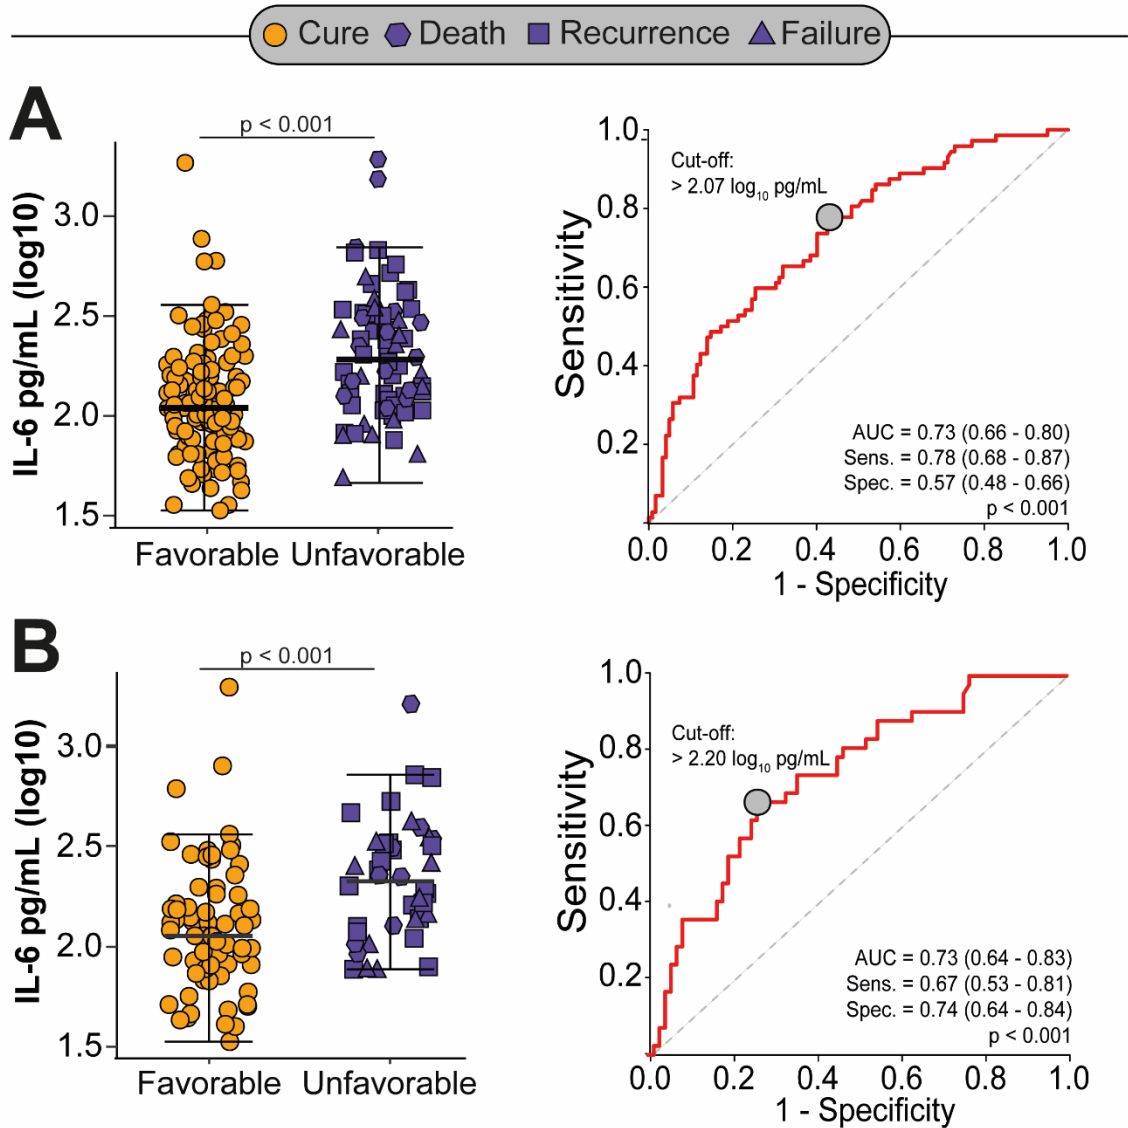 Cure Death Recurrence Failure
A
p < 0.001
IL-6 pg/mL (log10)
3.0
2.5
2.0
1.5
Favorable Unfavorable
Sensitivity
1.0
0.8
0.6
0.4
0.2
Cut-off:
> 2.07 log10 pg/mL
AUC = 0.73 (0.66 - 0.80)
Sens. = 0.78 (0.68 - 0.87)
Spec. = 0.57 (0.48 - 0.66)
p < 0.001
0.0 0.2 0.4 0.6 0.8 1.0
1 - Specificity
B
p < 0.001
IL-6 pg/mL (log10)
3.0
2.5
2.0
1.5
Favorable Unfavorable
Sensitivity
1.0
0.8
0.6
0.4
0.2
Cut-off:
> 2.20 log10 pg/mL
AUC = 0.73 (0.64 - 0.83)
Sens. = 0.67 (0.53 - 0.81)
Spec. = 0.74 (0.64 - 0.84)
p < 0.001
0.0 0.2 0.4 0.6 0.8 1.0
1 - Specificity